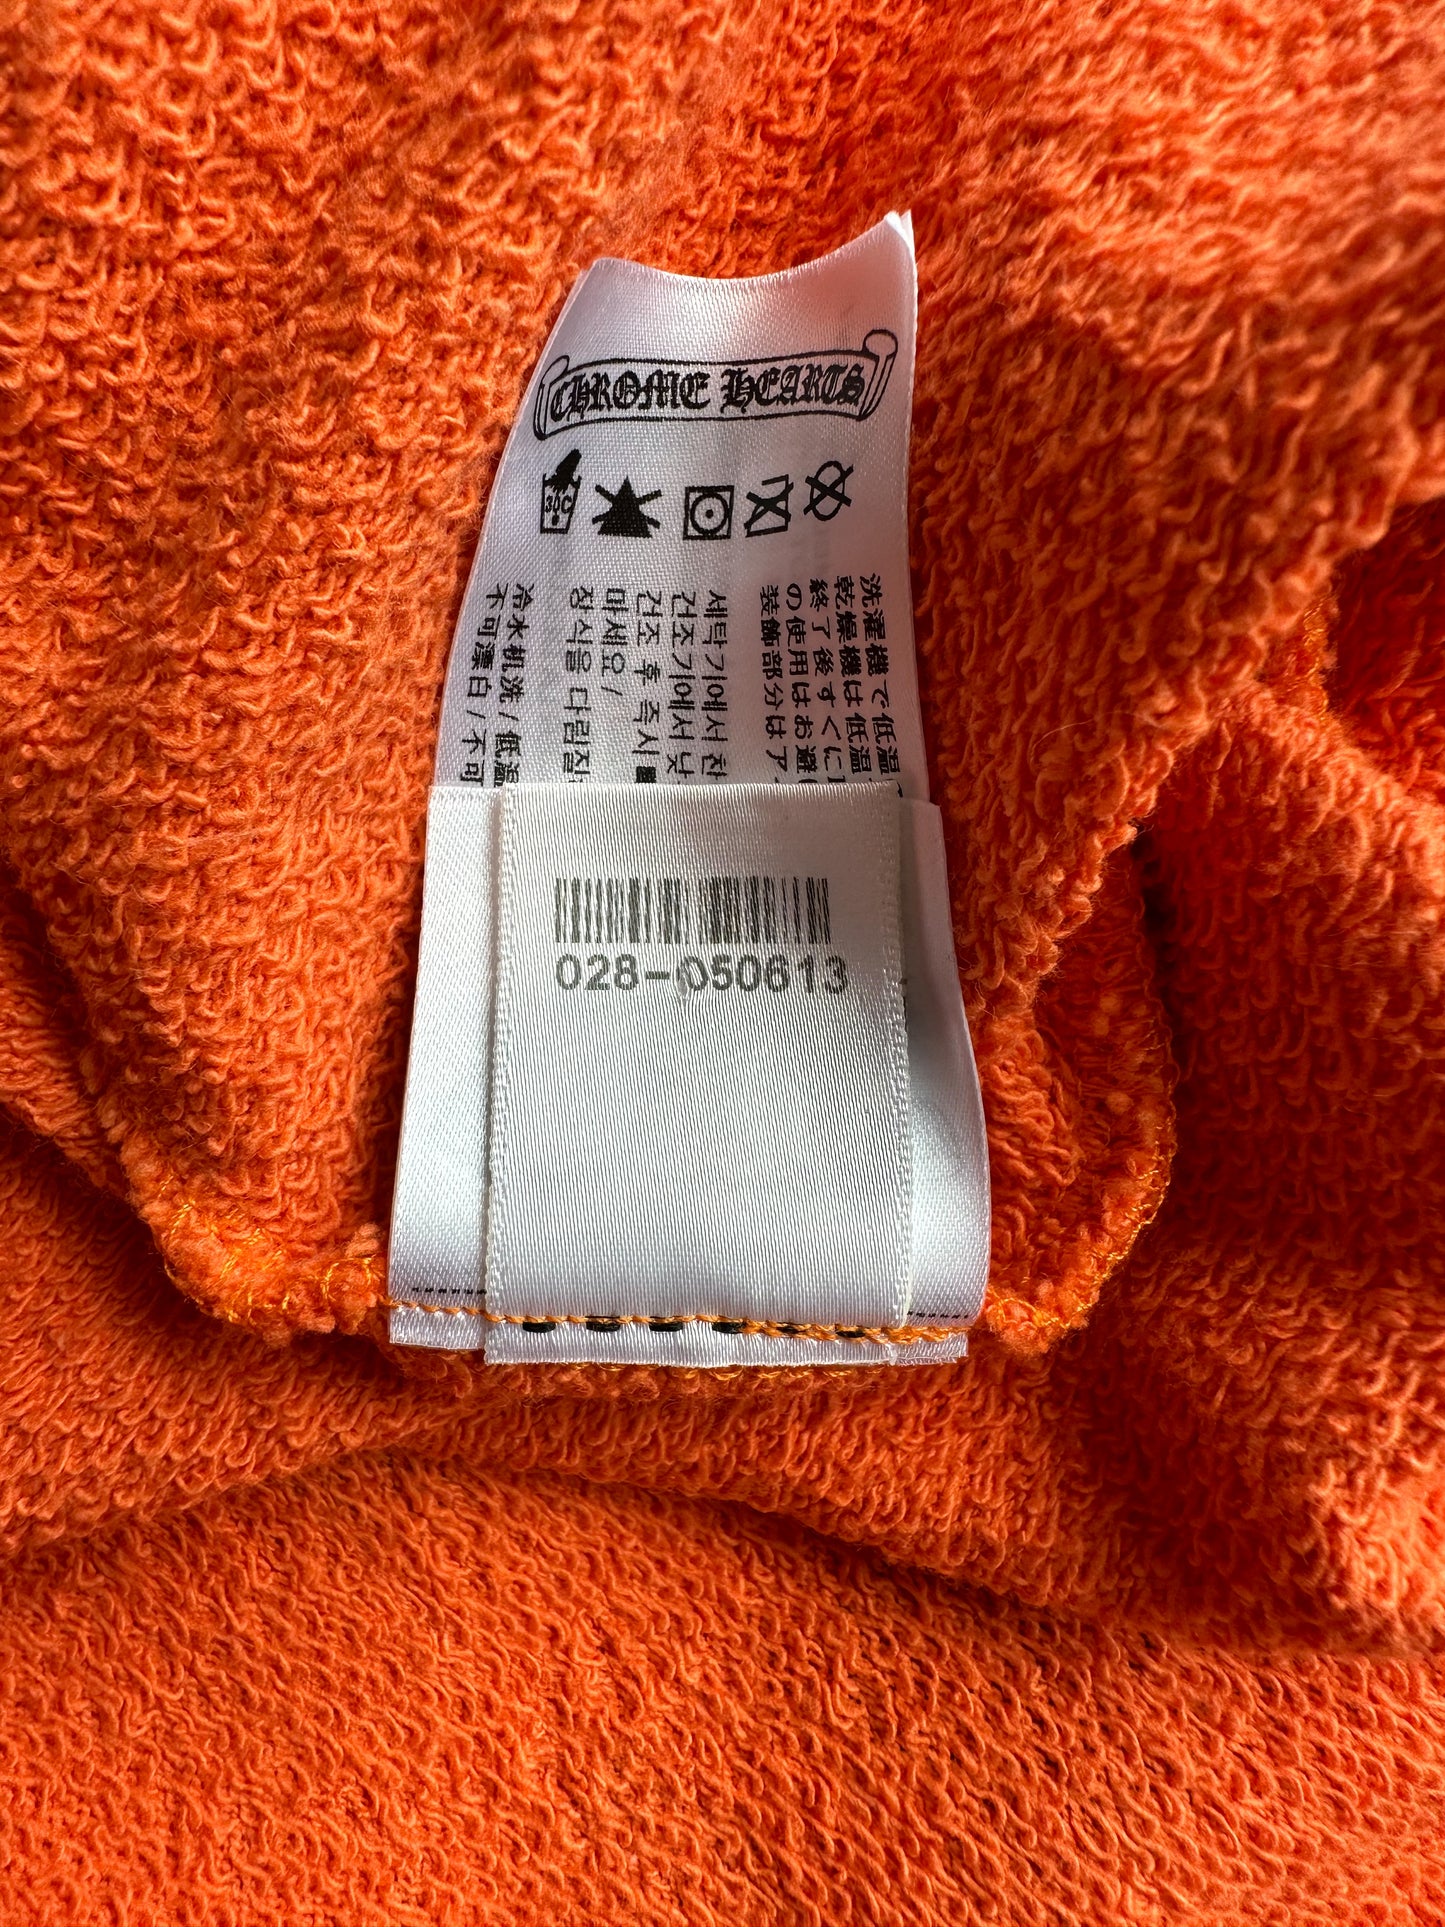 CHROME HEARTS
30C
洗濯機で低温
乾燥機は低温
終了後すぐに
の使用はお避
装飾部分はア
세탁기에서 찬
건조기에서 낮
건조 후 즉시
마세요 /
장식을 다림질
冷水机洗 / 低温
不可漂白 / 不可
028-050613